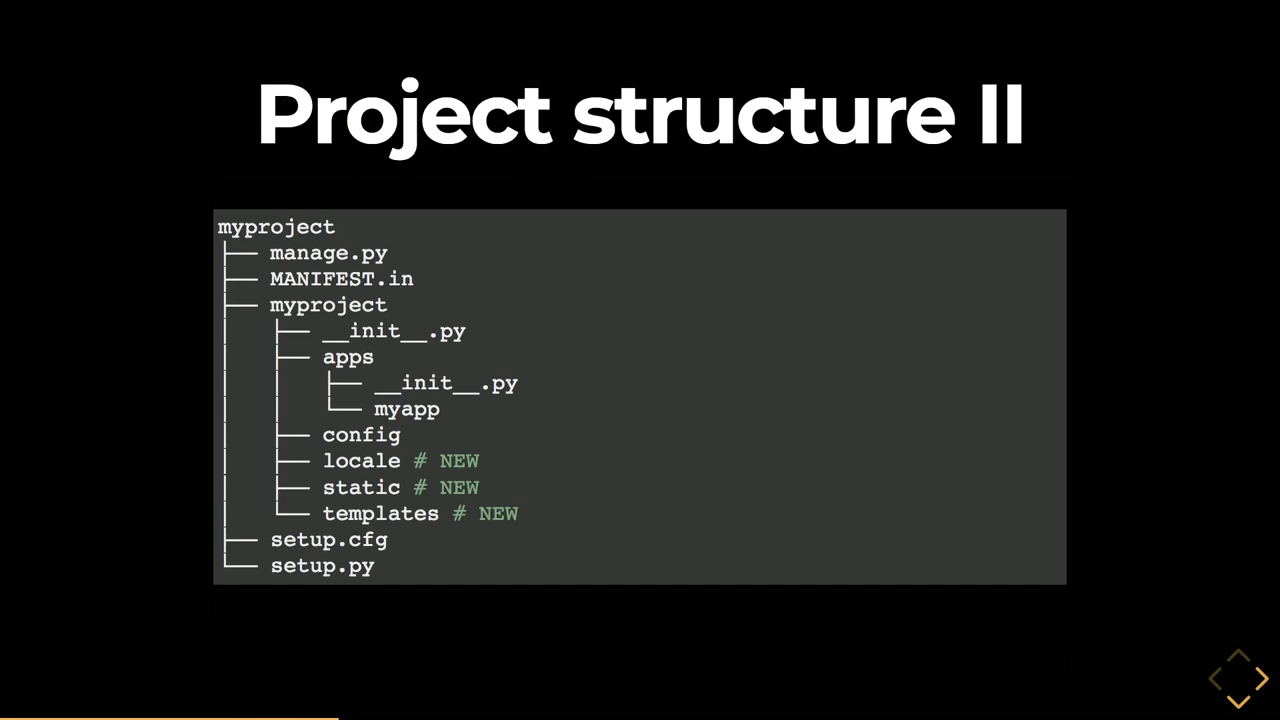 Project structure II
myproject
├── manage.py
├── MANIFEST.in
├── myproject
│   ├── __init__.py
│   ├── apps
│   │   ├── __init__.py
│   │   └── myapp
│   ├── config
│   ├── locale # NEW
│   ├── static # NEW
│   └── templates # NEW
├── setup.cfg
└── setup.py